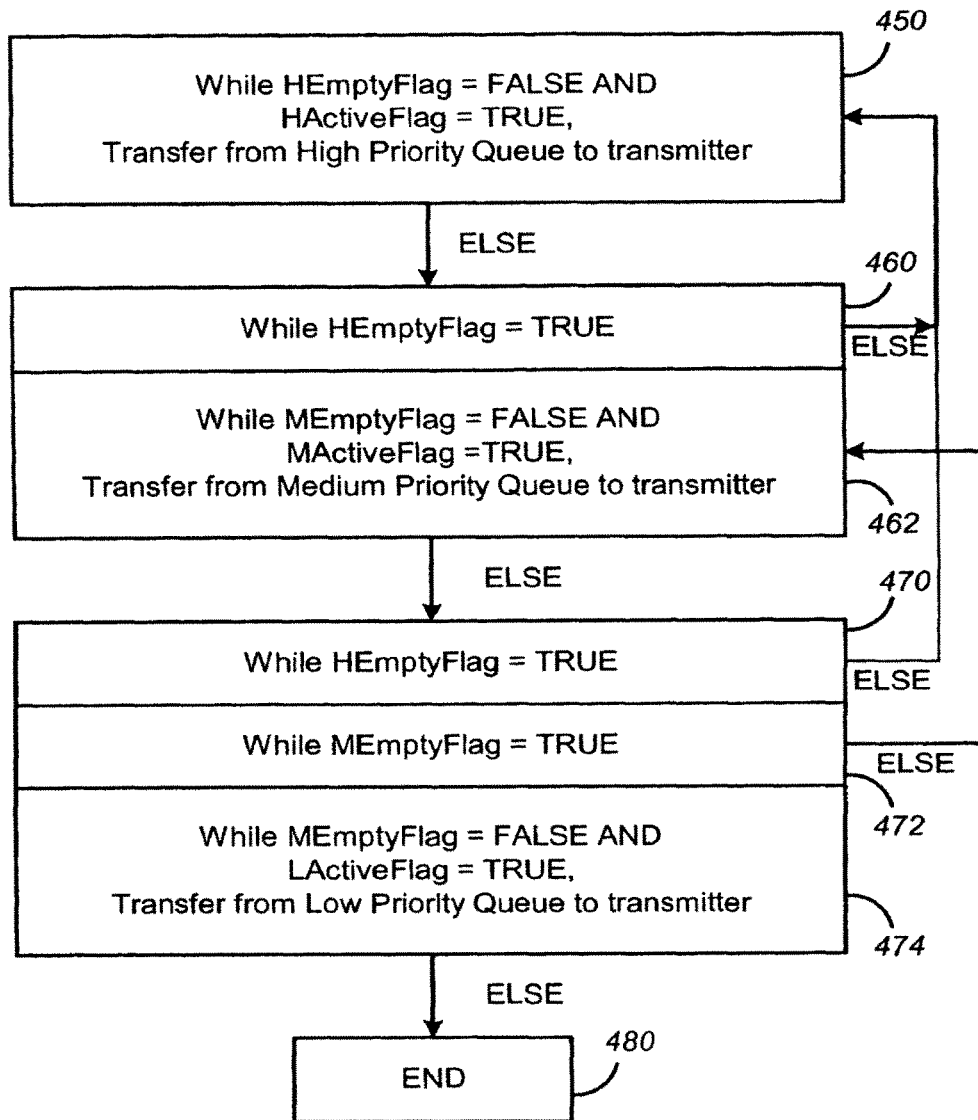 450
While HEmptyFlag = FALSE AND
HActiveFlag = TRUE,
Transfer from High Priority Queue to transmitter
ELSE
460
While HEmptyFlag = TRUE
ELSE
While MEmptyFlag = FALSE AND
MActiveFlag =TRUE,
Transfer from Medium Priority Queue to transmitter
462
ELSE
470
While HEmptyFlag = TRUE
ELSE
While MEmptyFlag = TRUE
ELSE
472
While MEmptyFlag = FALSE AND
LActiveFlag = TRUE,
Transfer from Low Priority Queue to transmitter
474
ELSE
480
END